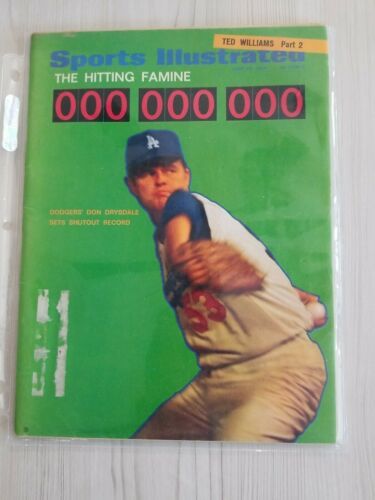 TED WILLIAMS Part 2
Sports Illustrated
THE HITTING FAMINE
000 000 000
LA
DODGERS' DON DRYSDALE
SETS SHUTOUT RECORD
53